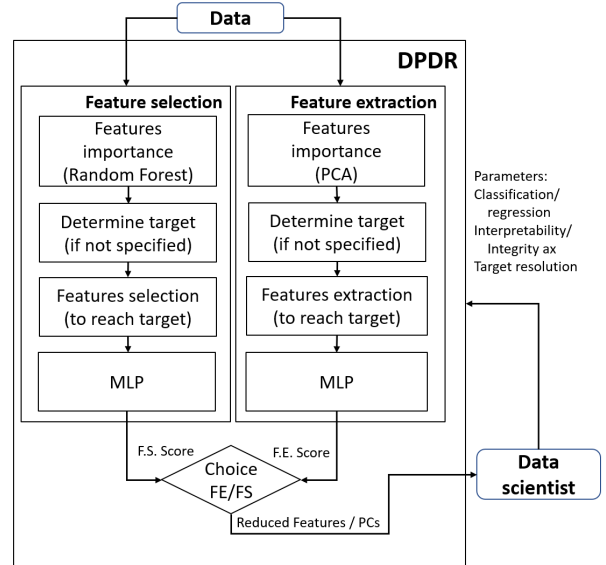 Data
DPDR
Feature selection
Features
importance
(Random Forest)
Determine target
(if not specified)
Features selection
(to reach target)
MLP
Feature extraction
Features
importance
(PCA)
Determine target
(if not specified)
Features extraction
(to reach target)
MLP
F.S. Score
F.E. Score
Choice
FE/FS
Reduced Features / PCs
Parameters:
Classification/
regression
Interpretability/
Integrity ax
Target resolution
Data
scientist